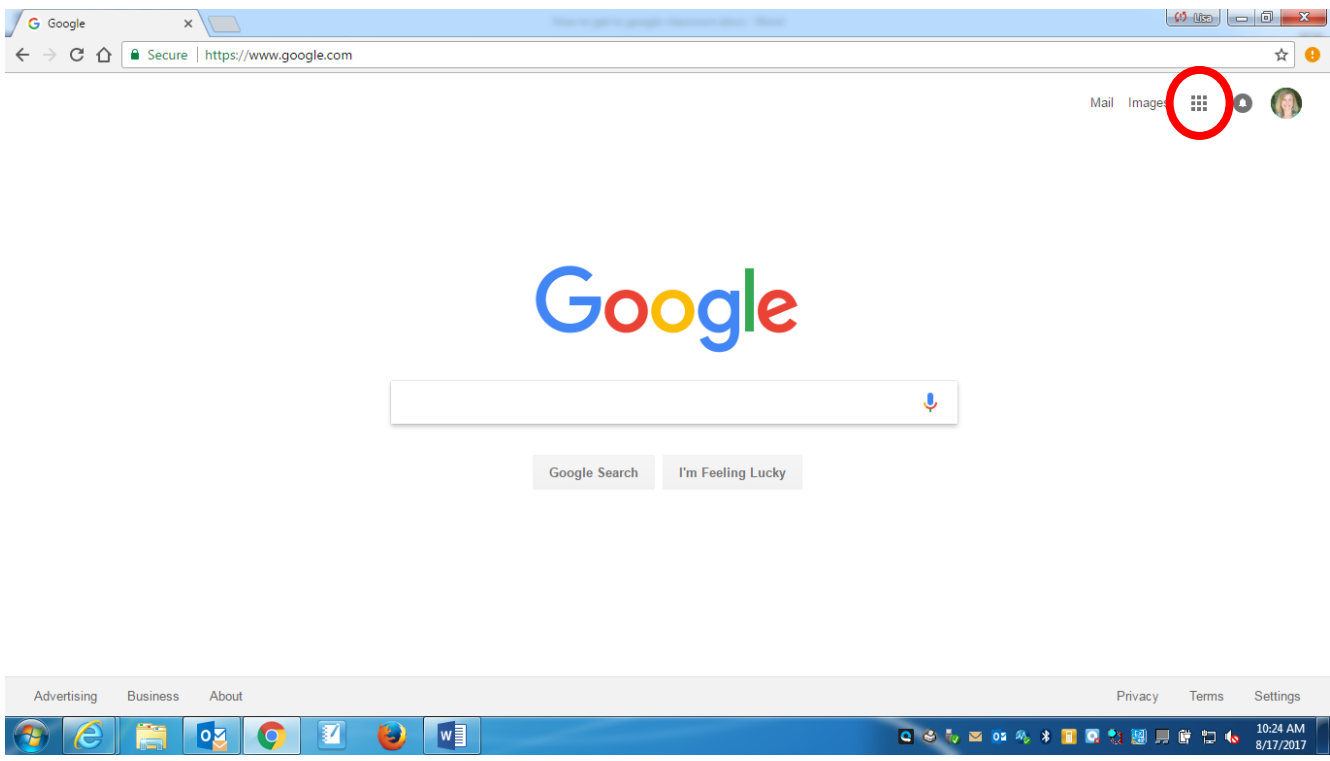 Google
Lisa
Secure | https://www.google.com
Mail Images
Google
Google Search I'm Feeling Lucky
Advertising Business About Privacy Terms Settings
10:24 AM
8/17/2017